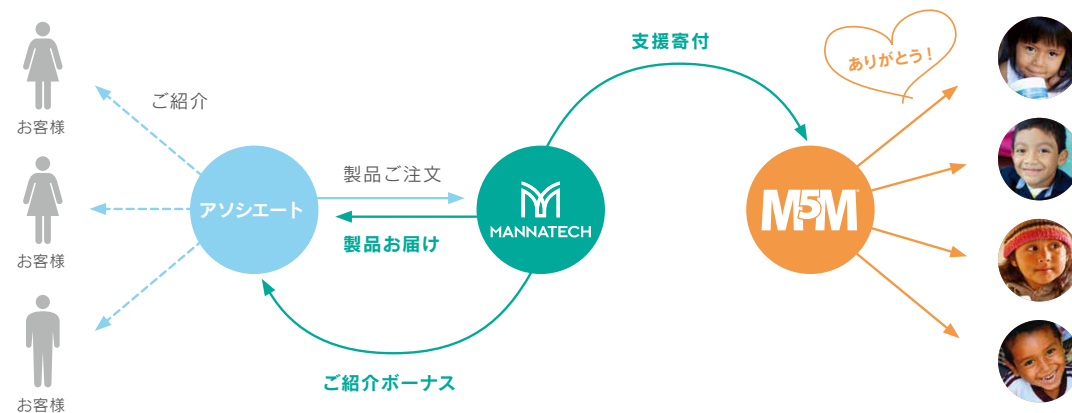 お客様
ご紹介
お客様
お客様
アソシエート
製品ご注文
製品お届け
ご紹介ボーナス
MANNATECH
支援寄付
M5M
ありがとう！